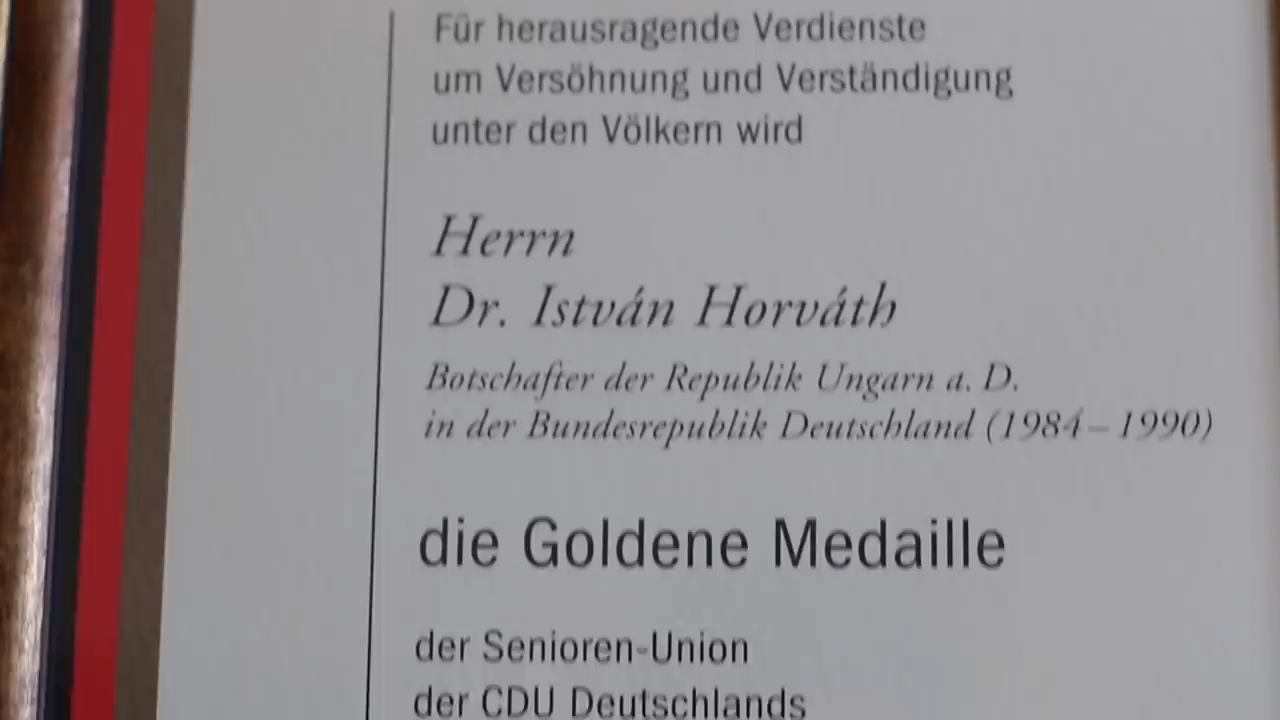 Für herausragende Verdienste
um Versöhnung und Verständigung
unter den Völkern wird
Herrn
Dr. István Horváth
Botschafter der Republik Ungarn a. D.
in der Bundesrepublik Deutschland (1984 – 1990)
die Goldene Medaille
der Senioren-Union
der CDU Deutschlands